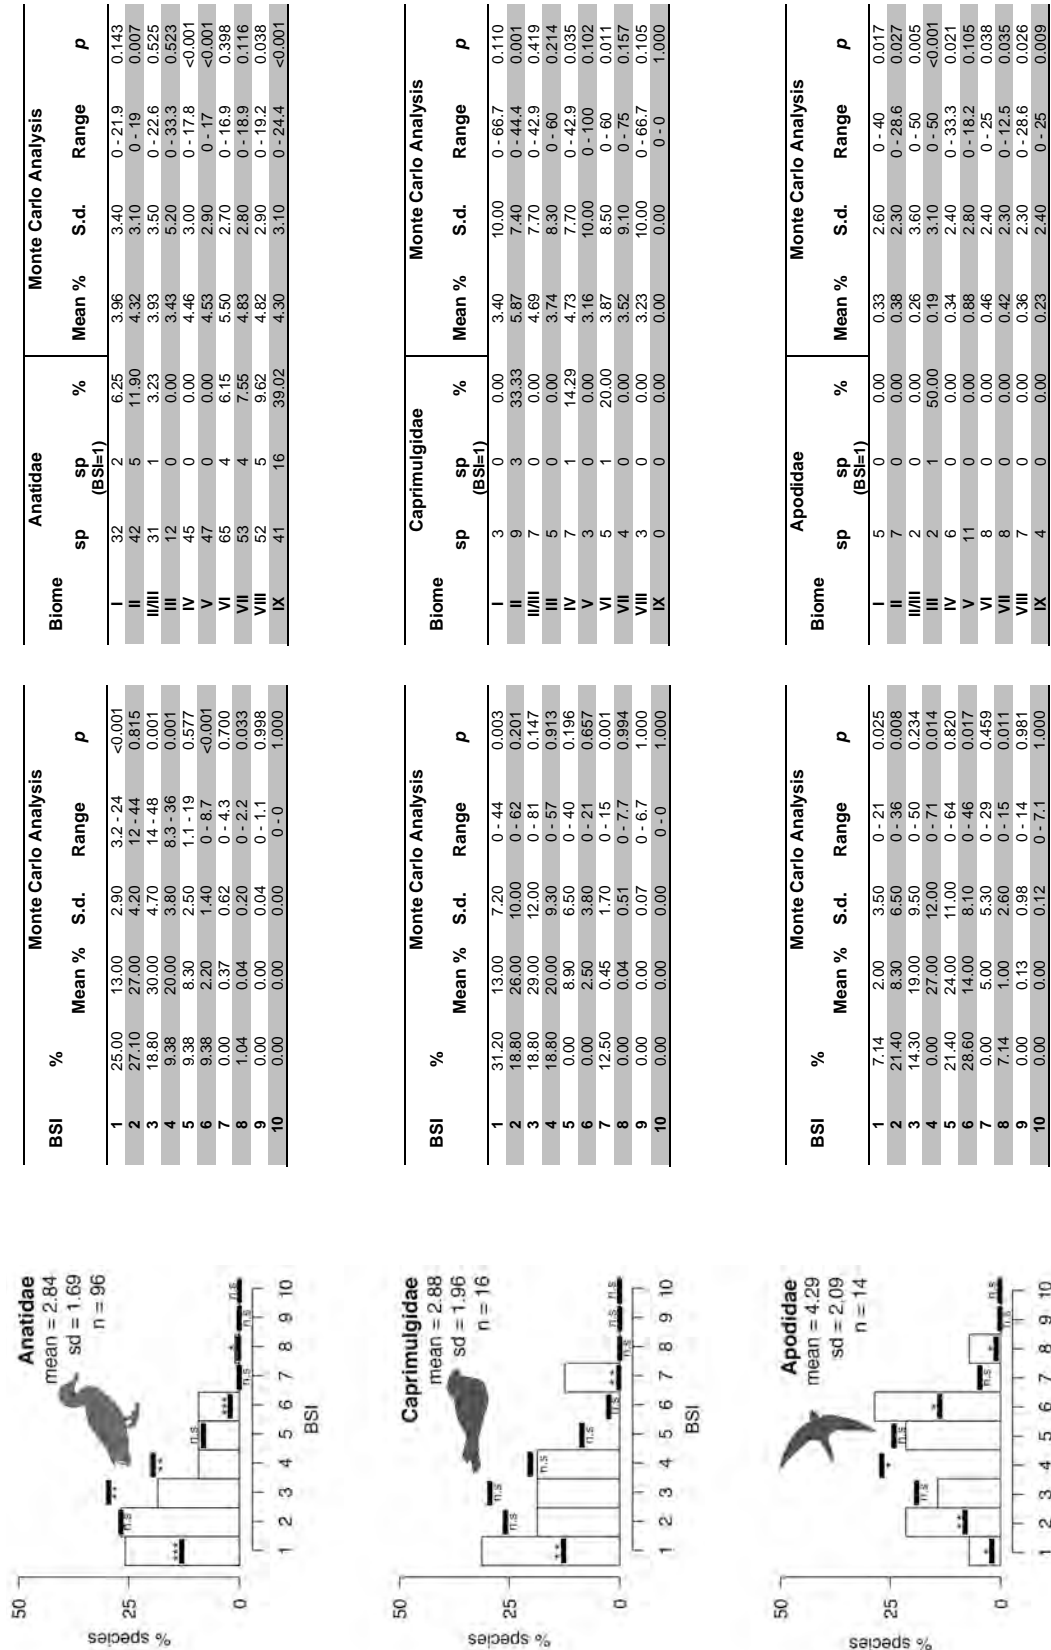 Anatidae
mean = 2.84
sd = 1.69
n = 96
50
25
0
% species
*** n.s ** ** n.s *** n.s * n.s n.s
1 2 3 4 5 6 7 8 9 10
BSI
BSI % Monte Carlo Analysis
Mean % S.d. Range p
1 25.00 13.00 2.90 3.2 - 24 <0.001
2 27.10 27.00 4.20 12 - 44 0.815
3 18.80 30.00 4.70 14 - 48 0.001
4 9.38 20.00 3.80 8.3 - 36 0.001
5 9.38 8.30 2.50 1.1 - 19 0.577
6 9.38 2.20 1.40 0 - 8.7 <0.001
7 0.00 0.37 0.62 0 - 4.3 0.700
8 1.04 0.04 0.20 0 - 2.2 0.033
9 0.00 0.00 0.04 0 - 1.1 0.998
10 0.00 0.00 0.00 0 - 0 1.000
Biome Anatidae Monte Carlo Analysis
sp sp (BSI=1) % Mean % S.d. Range p
I 32 2 6.25 3.96 3.40 0 - 21.9 0.143
II 42 5 11.90 4.32 3.10 0 - 19 0.007
II/III 31 1 3.23 3.93 3.50 0 - 22.6 0.525
III 12 0 0.00 3.43 5.20 0 - 33.3 0.523
IV 45 0 0.00 4.46 3.00 0 - 17.8 <0.001
V 47 0 0.00 4.53 2.90 0 - 17 <0.001
VI 65 4 6.15 5.50 2.70 0 - 16.9 0.398
VII 53 4 7.55 4.83 2.80 0 - 18.9 0.116
VIII 52 5 9.62 4.82 2.90 0 - 19.2 0.038
IX 41 16 39.02 4.30 3.10 0 - 24.4 <0.001
Caprimulgidae
mean = 2.88
sd = 1.96
n = 16
50
25
0
% species
** n.s n.s n.s n.s n.s ** n.s n.s n.s
1 2 3 4 5 6 7 8 9 10
BSI
BSI % Monte Carlo Analysis
Mean % S.d. Range p
1 31.20 13.00 7.20 0 - 44 0.003
2 18.80 26.00 10.00 0 - 62 0.201
3 18.80 29.00 12.00 0 - 81 0.147
4 18.80 20.00 9.30 0 - 57 0.913
5 0.00 8.90 6.50 0 - 40 0.196
6 0.00 2.50 3.80 0 - 21 0.657
7 12.50 0.45 1.70 0 - 15 0.001
8 0.00 0.04 0.51 0 - 7.7 0.994
9 0.00 0.00 0.07 0 - 6.7 1.000
10 0.00 0.00 0.00 0 - 0 1.000
Biome Caprimulgidae Monte Carlo Analysis
sp sp (BSI=1) % Mean % S.d. Range p
I 3 0 0.00 3.40 10.00 0 - 66.7 0.110
II 9 3 33.33 5.87 7.40 0 - 44.4 0.001
II/III 7 0 0.00 4.69 7.70 0 - 42.9 0.419
III 5 0 0.00 3.74 8.30 0 - 60 0.214
IV 7 1 14.29 4.73 7.70 0 - 42.9 0.035
V 3 0 0.00 3.16 10.00 0 - 100 0.102
VI 5 1 20.00 3.87 8.50 0 - 60 0.011
VII 4 0 0.00 3.52 9.10 0 - 75 0.157
VIII 3 0 0.00 3.23 10.00 0 - 66.7 0.105
IX 0 0 0.00 0.00 0.00 0 - 0 1.000
Apodidae
mean = 4.29
sd = 2.09
n = 14
50
25
0
% species
* ** n.s * n.s * n.s * n.s n.s
1 2 3 4 5 6 7 8 9 10
BSI % Monte Carlo Analysis
Mean % S.d. Range p
1 7.14 2.00 3.50 0 - 21 0.025
2 21.40 8.30 6.50 0 - 36 0.008
3 14.30 19.00 9.50 0 - 50 0.234
4 0.00 27.00 12.00 0 - 71 0.014
5 21.40 24.00 11.00 0 - 64 0.820
6 28.60 14.00 8.10 0 - 46 0.017
7 0.00 5.00 5.30 0 - 29 0.459
8 7.14 1.00 2.60 0 - 15 0.011
9 0.00 0.13 0.98 0 - 14 0.981
10 0.00 0.00 0.12 0 - 7.1 1.000
Biome Apodidae Monte Carlo Analysis
sp sp (BSI=1) % Mean % S.d. Range p
I 5 0 0.00 0.33 2.60 0 - 40 0.017
II 7 0 0.00 0.38 2.30 0 - 28.6 0.027
II/III 2 0 0.00 0.26 3.60 0 - 50 0.005
III 2 1 50.00 0.19 3.10 0 - 50 <0.001
IV 6 0 0.00 0.34 2.40 0 - 33.3 0.021
V 11 0 0.00 0.88 2.80 0 - 18.2 0.105
VI 8 0 0.00 0.46 2.40 0 - 25 0.038
VII 8 0 0.00 0.42 2.30 0 - 12.5 0.035
VIII 7 0 0.00 0.36 2.30 0 - 28.6 0.026
IX 4 0 0.00 0.23 2.40 0 - 25 0.009